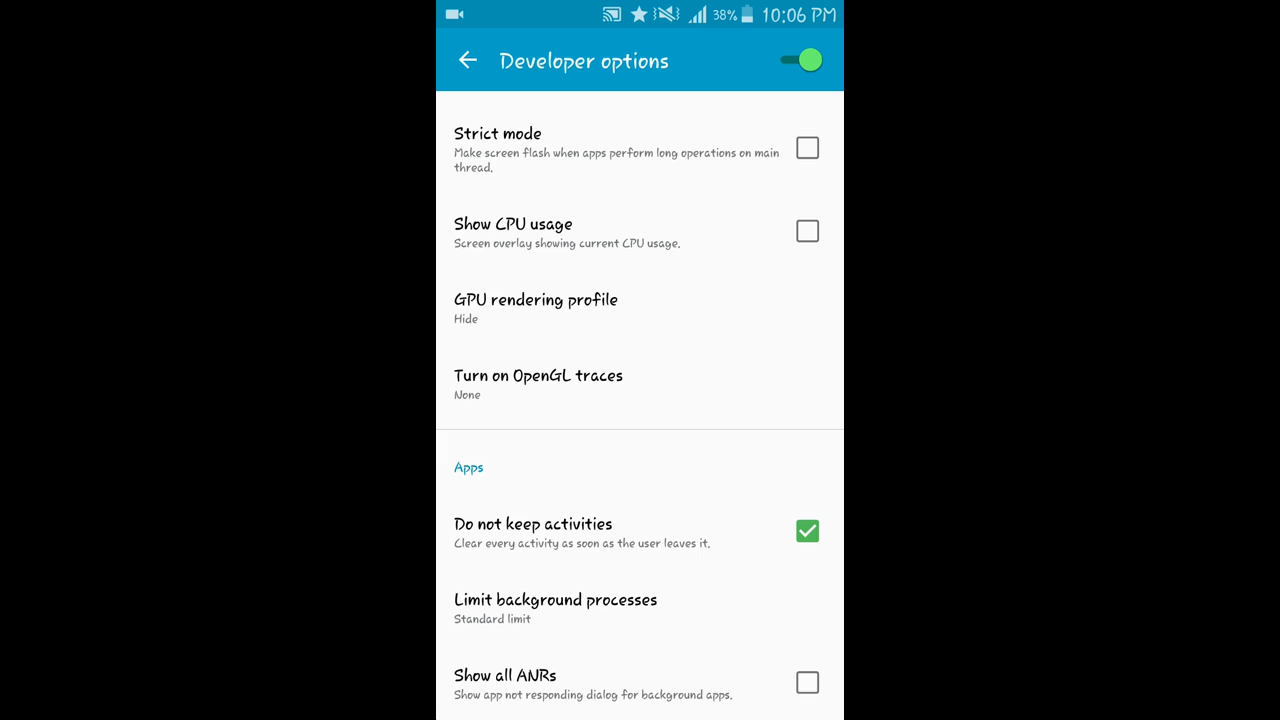 38% 10:06 PM
Developer options
Strict mode
Make screen flash when apps perform long operations on main
thread.
Show CPU usage
Screen overlay showing current CPU usage.
GPU rendering profile
Hide
Turn on OpenGL traces
None
Apps
Do not keep activities
Clear every activity as soon as the user leaves it.
Limit background processes
Standard limit
Show all ANRs
Show app not responding dialog for background apps.